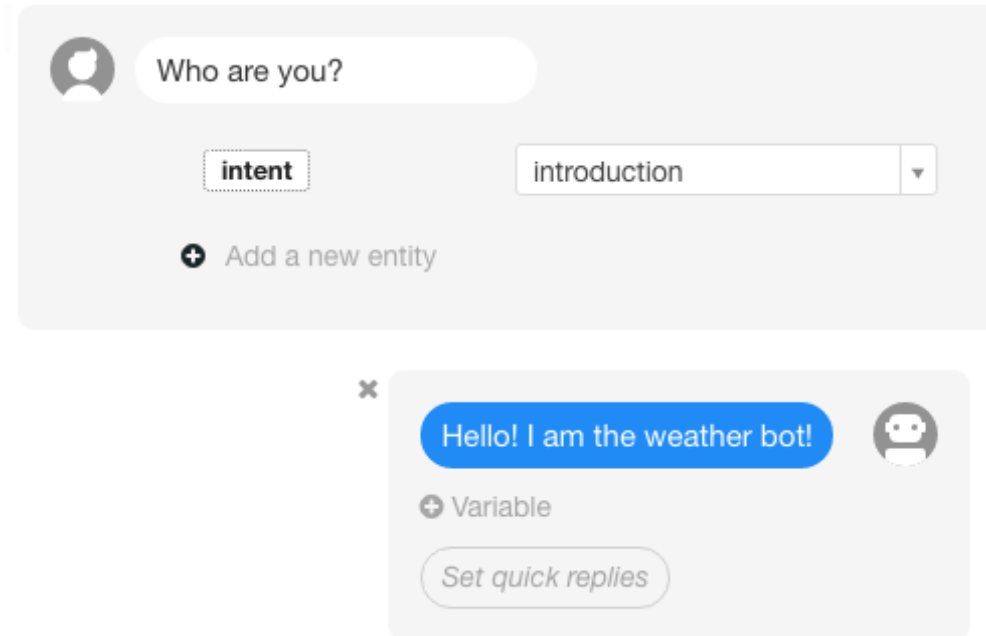 Who are you?
intent
introduction
Add a new entity
Hello! I am the weather bot!
Variable
Set quick replies